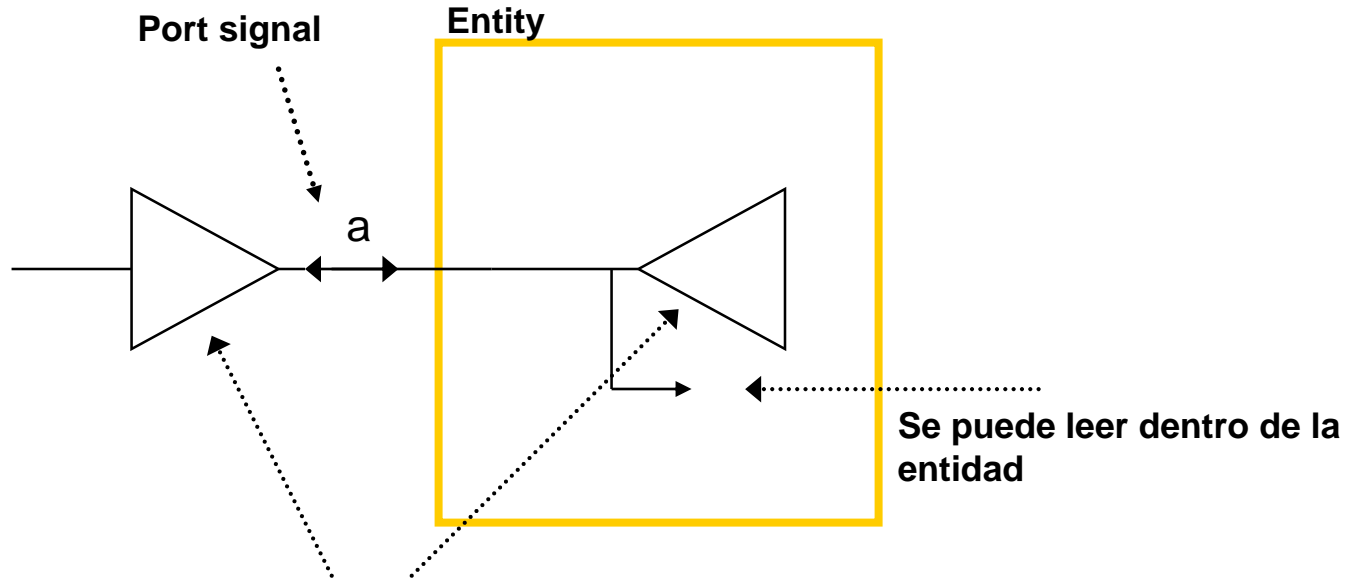 Port signal
Entity
a
Se puede leer dentro de la
entidad